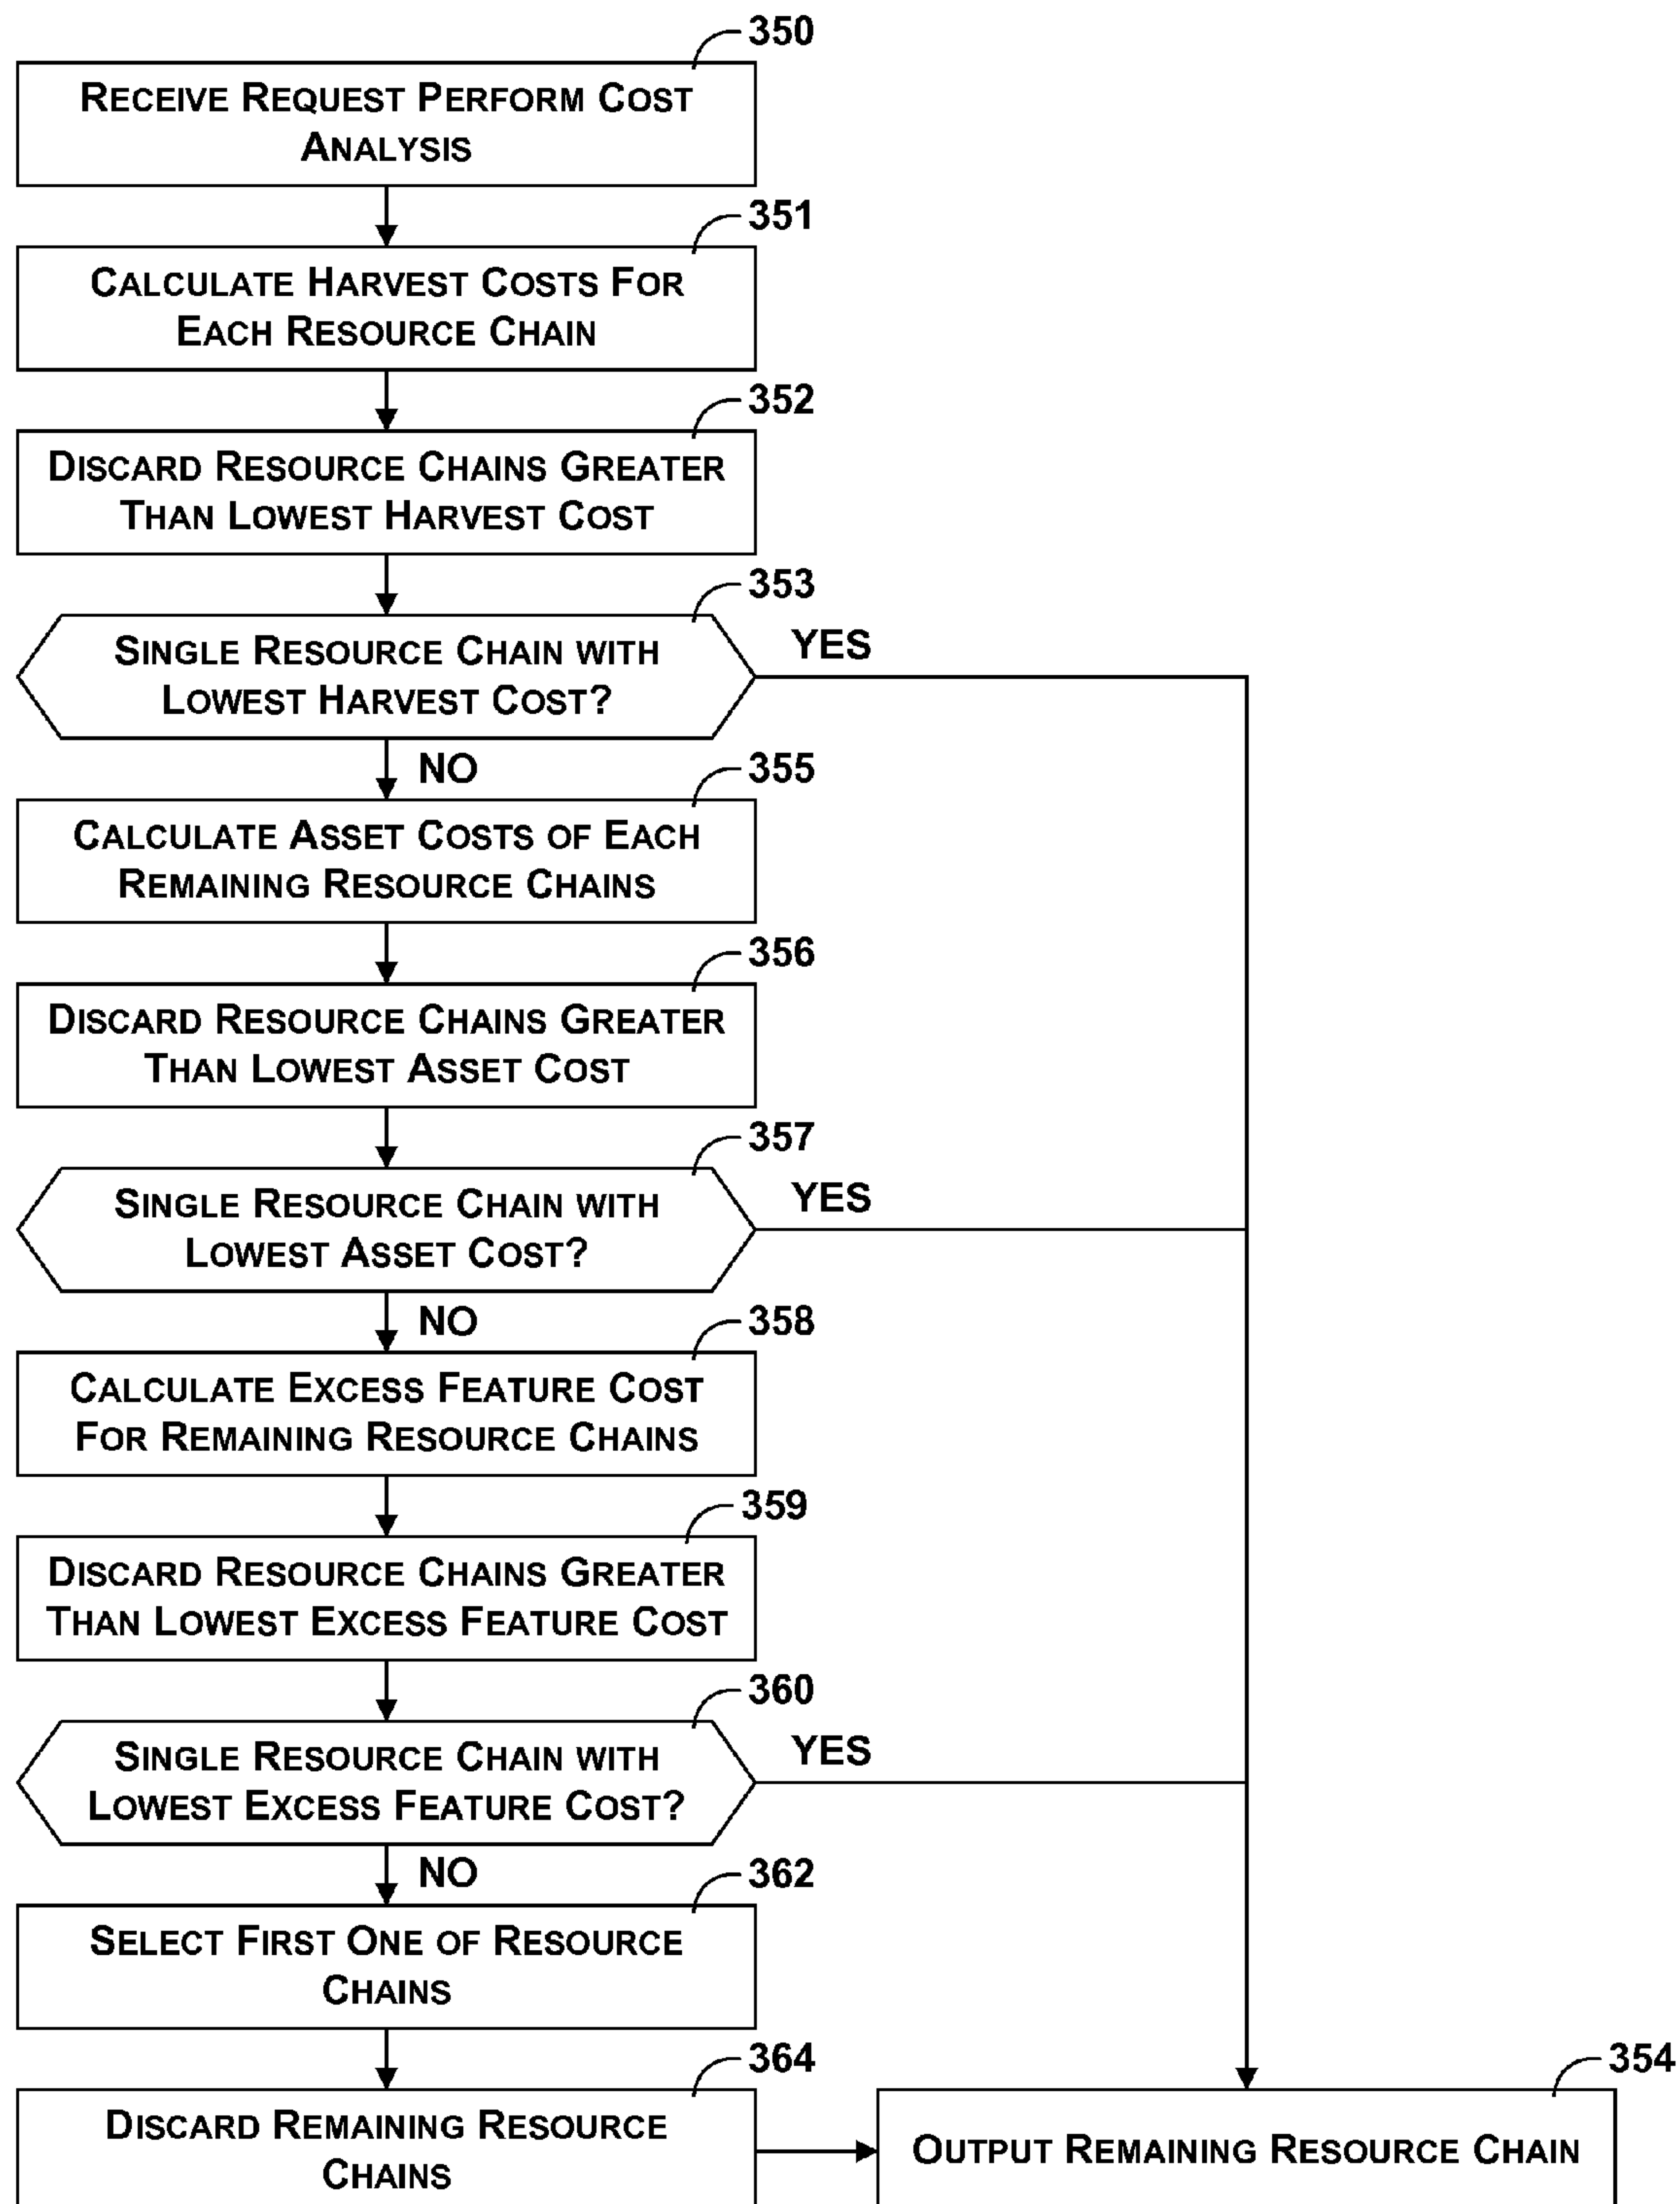 350
RECEIVE REQUEST PERFORM COST
ANALYSIS
351
CALCULATE HARVEST COSTS FOR
EACH RESOURCE CHAIN
352
DISCARD RESOURCE CHAINS GREATER
THAN LOWEST HARVEST COST
353
SINGLE RESOURCE CHAIN WITH
LOWEST HARVEST COST?
YES
NO
355
CALCULATE ASSET COSTS OF EACH
REMAINING RESOURCE CHAINS
356
DISCARD RESOURCE CHAINS GREATER
THAN LOWEST ASSET COST
357
SINGLE RESOURCE CHAIN WITH
LOWEST ASSET COST?
YES
NO
358
CALCULATE EXCESS FEATURE COST
FOR REMAINING RESOURCE CHAINS
359
DISCARD RESOURCE CHAINS GREATER
THAN LOWEST EXCESS FEATURE COST
360
SINGLE RESOURCE CHAIN WITH
LOWEST EXCESS FEATURE COST?
YES
NO
362
SELECT FIRST ONE OF RESOURCE
CHAINS
364
DISCARD REMAINING RESOURCE
CHAINS
354
OUTPUT REMAINING RESOURCE CHAIN